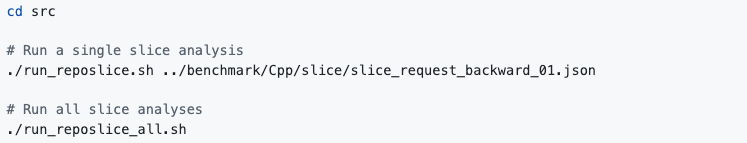 cd src
# Run a single slice analysis
./run_reposlice.sh ../benchmark/Cpp/slice/slice_request_backward_01.json
# Run all slice analyses
./run_reposlice_all.sh